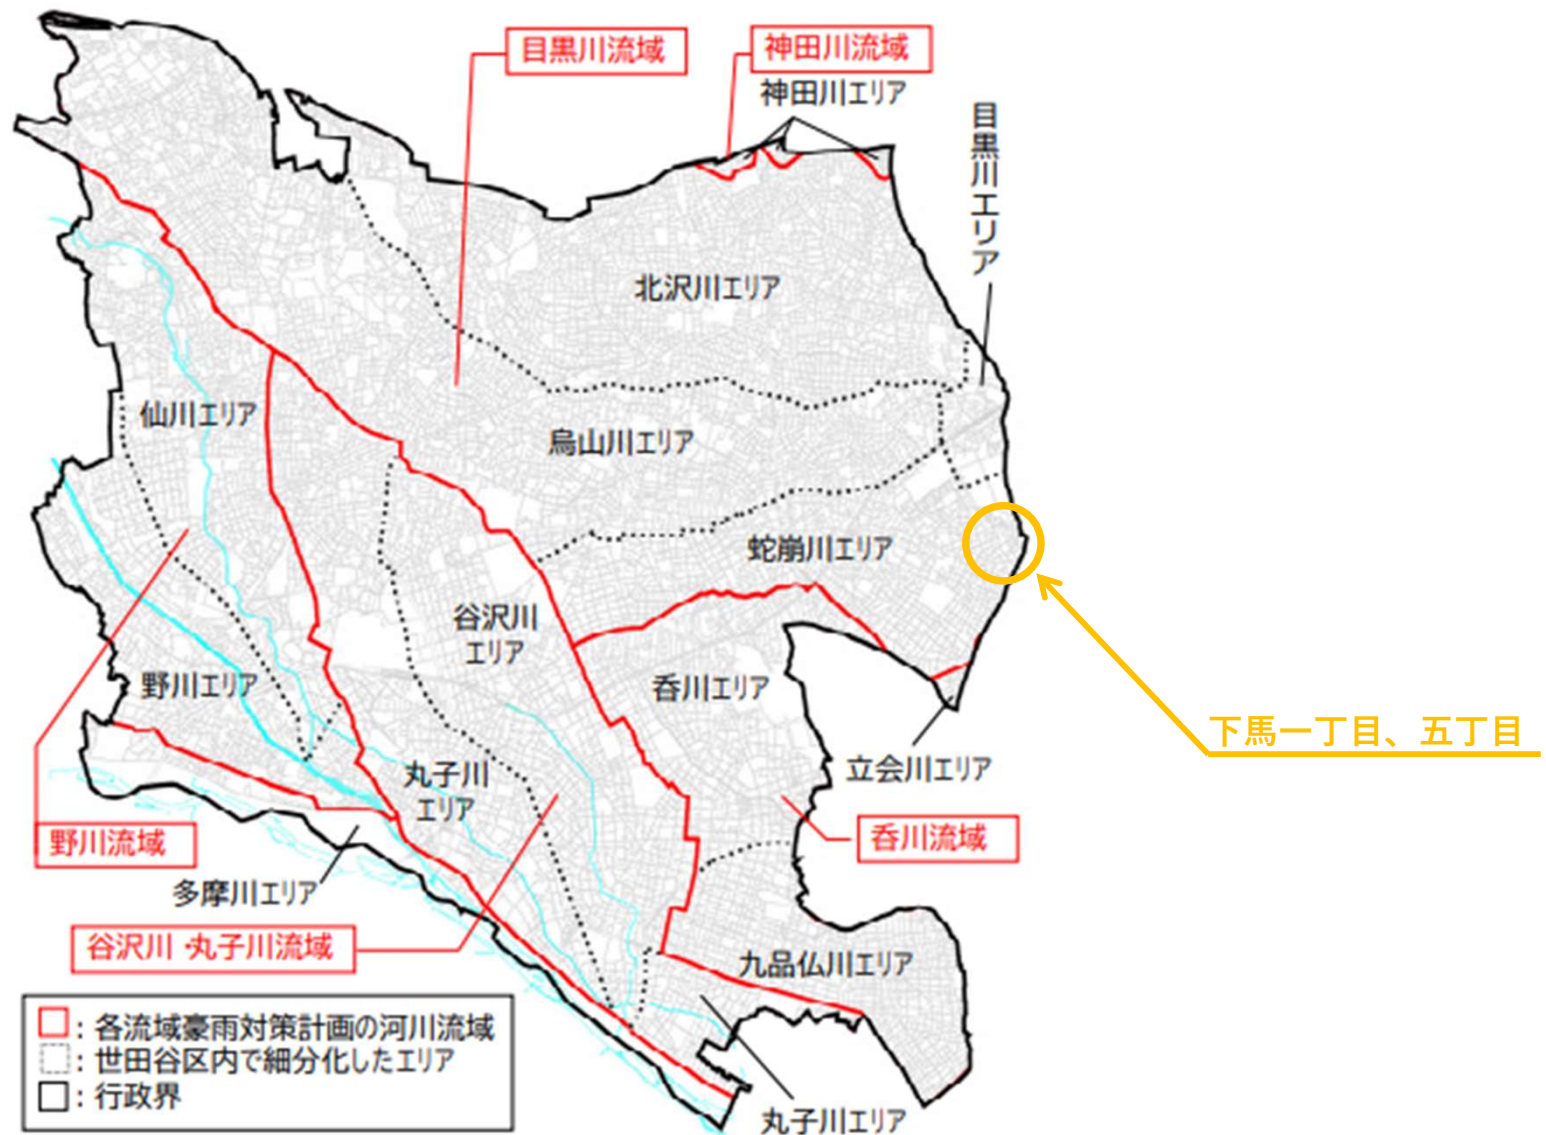 目黒川流域
神田川流域
神田川エリア
目黒川エリア
北沢川エリア
仙川エリア
烏山川エリア
蛇崩川エリア
谷沢川
エリア
野川エリア
呑川エリア
下馬一丁目、五丁目
丸子川
エリア
立会川エリア
野川流域
呑川流域
多摩川エリア
谷沢川・丸子川流域
九品仏川エリア
：各流域豪雨対策計画の河川流域
：世田谷区内で細分化したエリア
：行政界
丸子川エリア